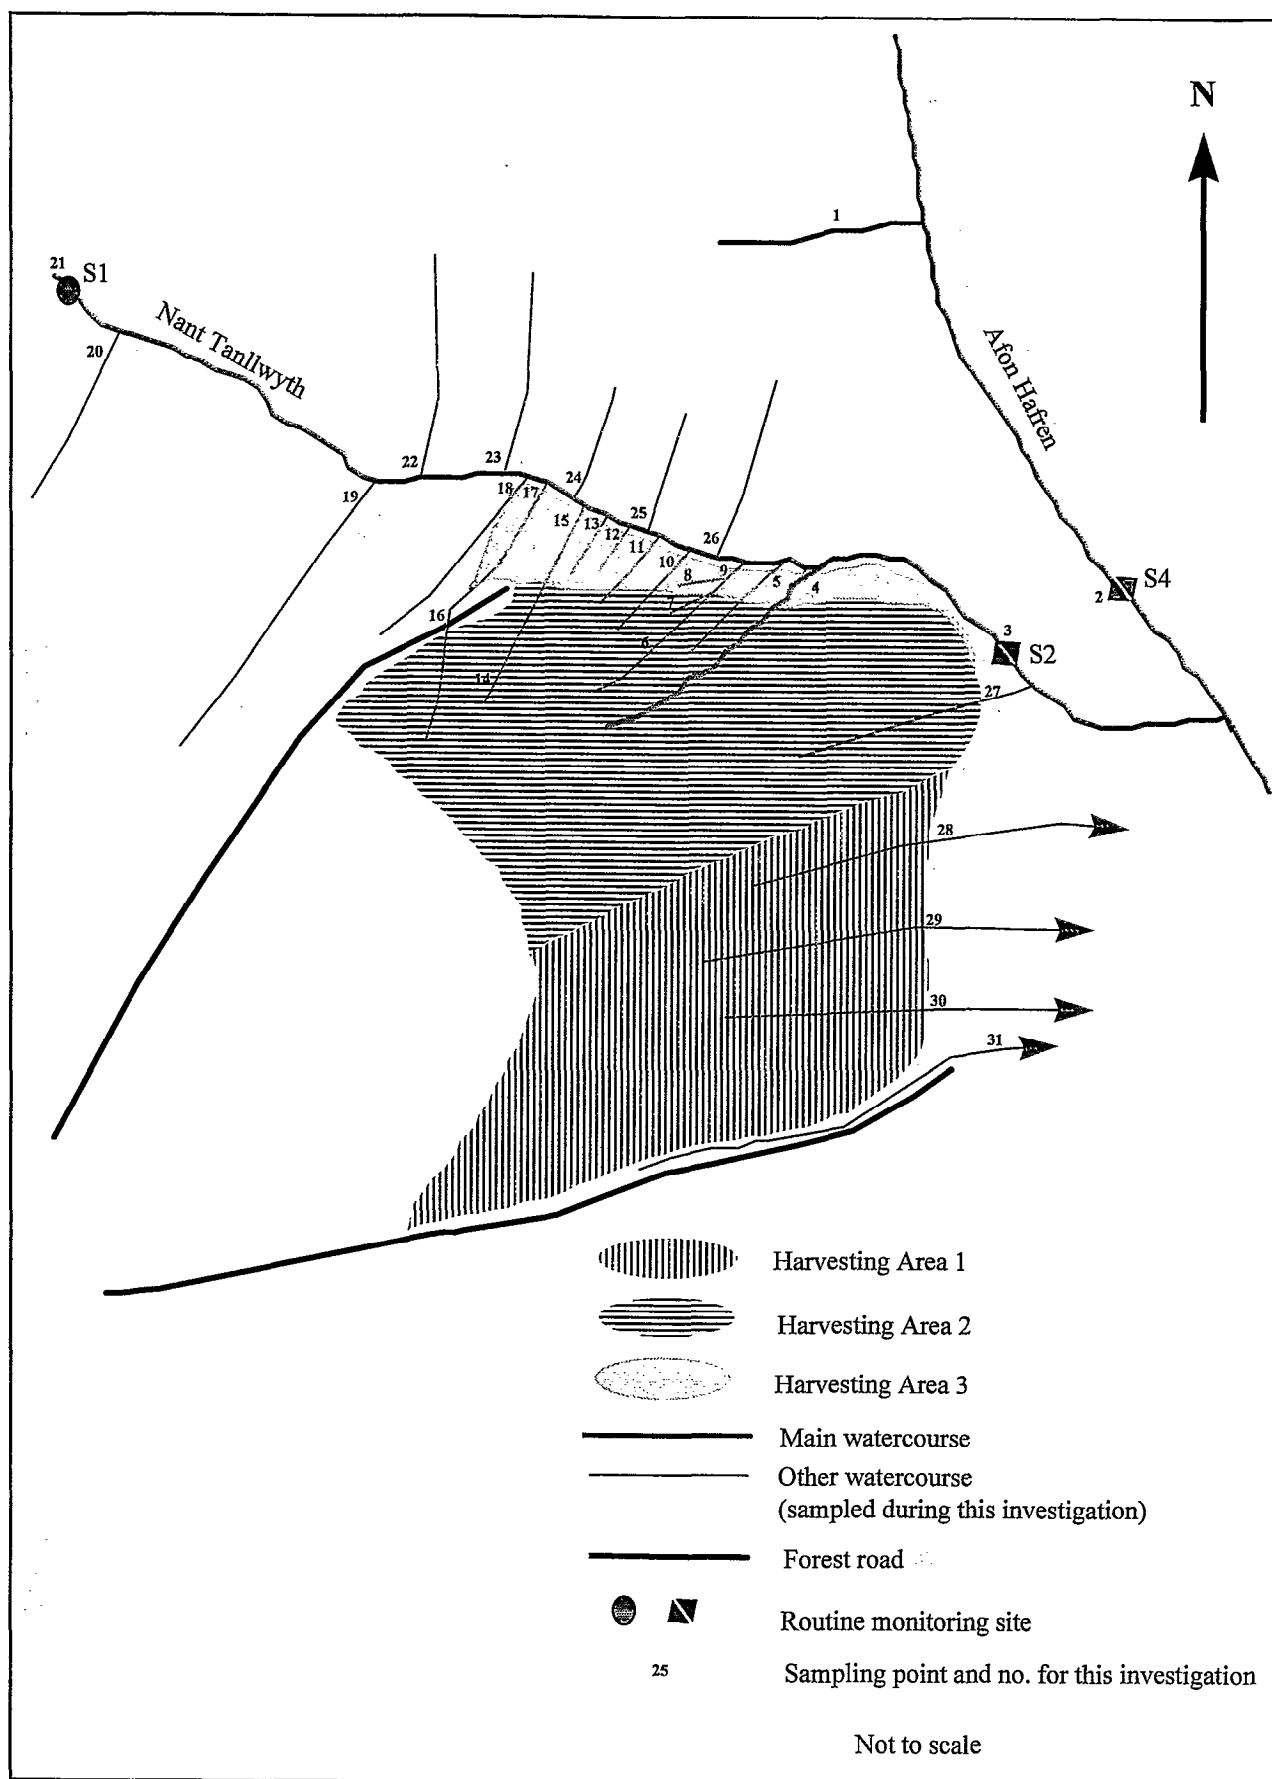 N
1
21
S1
Nant Tanllwyth
20
Afon Hafren
22
23
24
19
18
17
15
13
12
25
11
26
10
9
8
5
4
7
6
16
14
2
S4
3
S2
27
28
29
30
31
Harvesting Area 1
Harvesting Area 2
Harvesting Area 3
Main watercourse
Other watercourse
(sampled during this investigation)
Forest road
Routine monitoring site
25
Sampling point and no. for this investigation
Not to scale